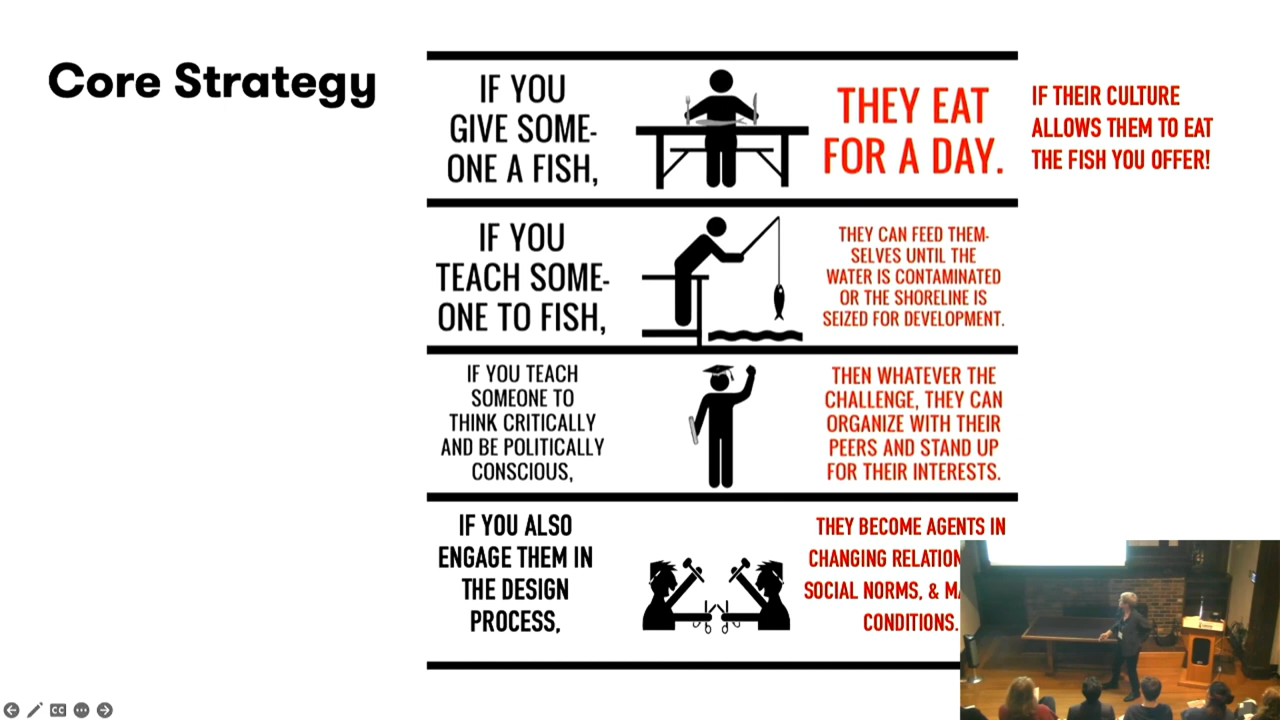 Core Strategy
IF YOU
GIVE SOME-
ONE A FISH,
THEY EAT
FOR A DAY.
IF THEIR CULTURE
ALLOWS THEM TO EAT
THE FISH YOU OFFER!
IF YOU
TEACH SOME-
ONE TO FISH,
THEY CAN FEED THEM-
SELVES UNTIL THE
WATER IS CONTAMINATED
OR THE SHORELINE IS
SEIZED FOR DEVELOPMENT.
IF YOU TEACH
SOMEONE TO
THINK CRITICALLY
AND BE POLITICALLY
CONSCIOUS,
THEN WHATEVER THE
CHALLENGE, THEY CAN
ORGANIZE WITH THEIR
PEERS AND STAND UP
FOR THEIR INTERESTS.
IF YOU ALSO
ENGAGE THEM IN
THE DESIGN
PROCESS,
THEY BECOME AGENTS IN
CHANGING
SOCIAL NORMS, &
CONDITIONS.
CC